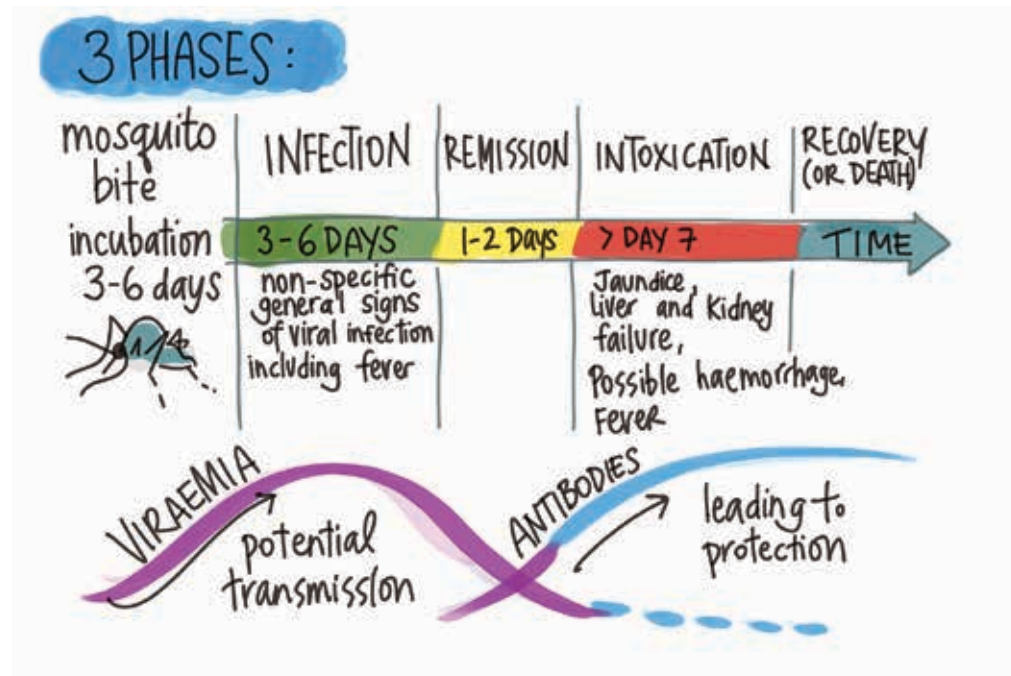 3 PHASES:
mosquito
bite
incubation
3-6 days
INFECTION
3-6 DAYS
non-specific
general signs
of viral infection
including fever
REMISSION
1-2 Days
INTOXICATION
> DAY 7
Jaundice,
Liver and Kidney
failure,
Possible haemorrhage,
Fever
RECOVERY
(OR DEATH)
TIME
VIRAEMIA
potential
transmission
ANTIBODIES
leading to
protection